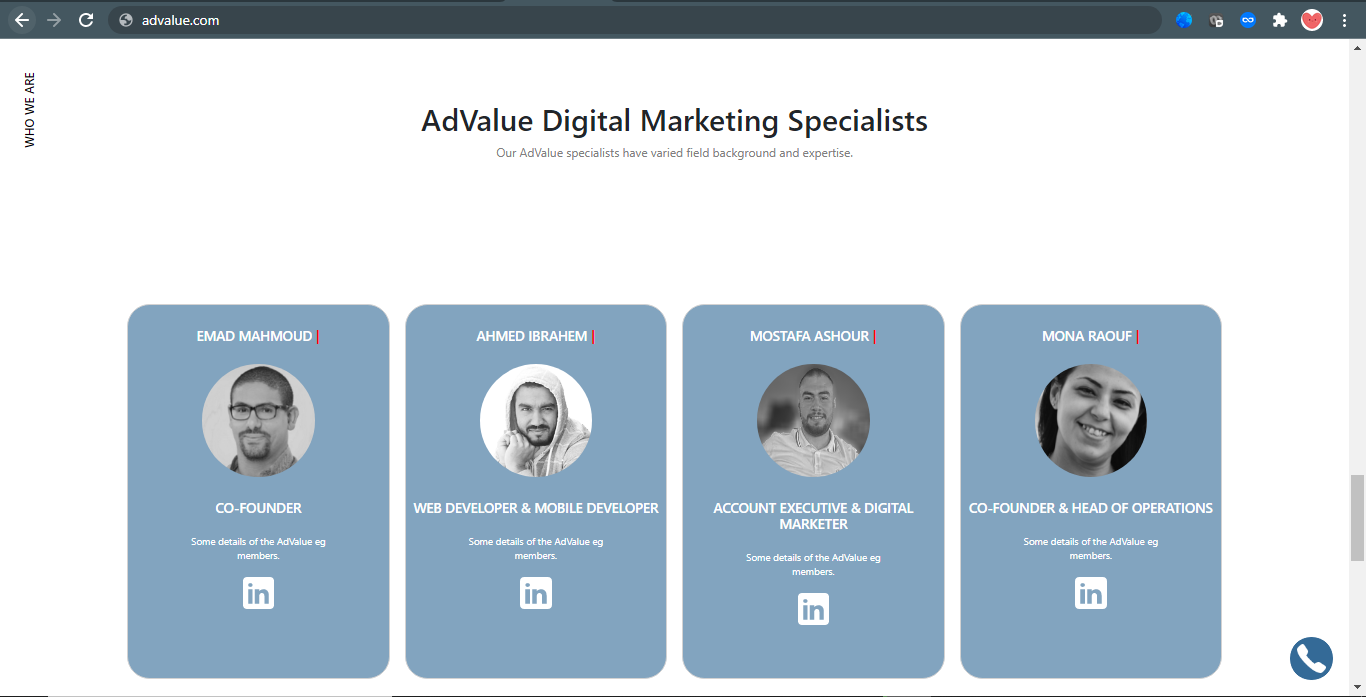 advalue.com
WHO WE ARE
AdValue Digital Marketing Specialists
Our AdValue specialists have varied field background and expertise.
EMAD MAHMOUD |
CO-FOUNDER
Some details of the AdValue eg
members.
in
AHMED IBRAHEM |
WEB DEVELOPER & MOBILE DEVELOPER
Some details of the AdValue eg
members.
in
MOSTAFA ASHOUR |
ACCOUNT EXECUTIVE & DIGITAL
MARKETER
Some details of the AdValue eg
members.
in
MONA RAOUF |
CO-FOUNDER & HEAD OF OPERATIONS
Some details of the AdValue eg
members.
in